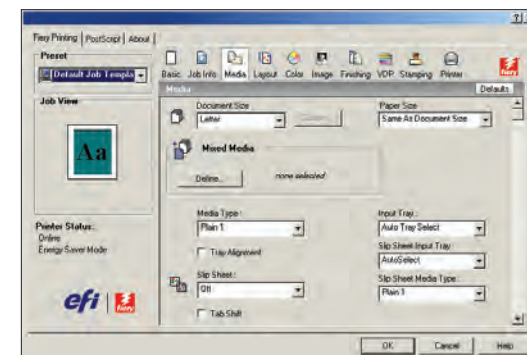 Fiery Printing PostScript About
Preset
Default Job Templa
Basic Job Info Media Layout Color Image Finishing VDP Stamping Printer
Media
Defaults
Job View
Aa
Document Size
Letter
Paper Size
Same As Document Size
Mixed Media
Define...
none selected
Media Type:
Plain 1
Input Tray:
Auto Tray Select
Tray Alignment
Slip Sheet Input Tray
AutoSelect
Slip Sheet:
Off
Slip Sheet Media Type:
Plain 1
Tab Shift
Printer Status:
Online
Energy Saver Mode
efi
fiery
OK Cancel Help